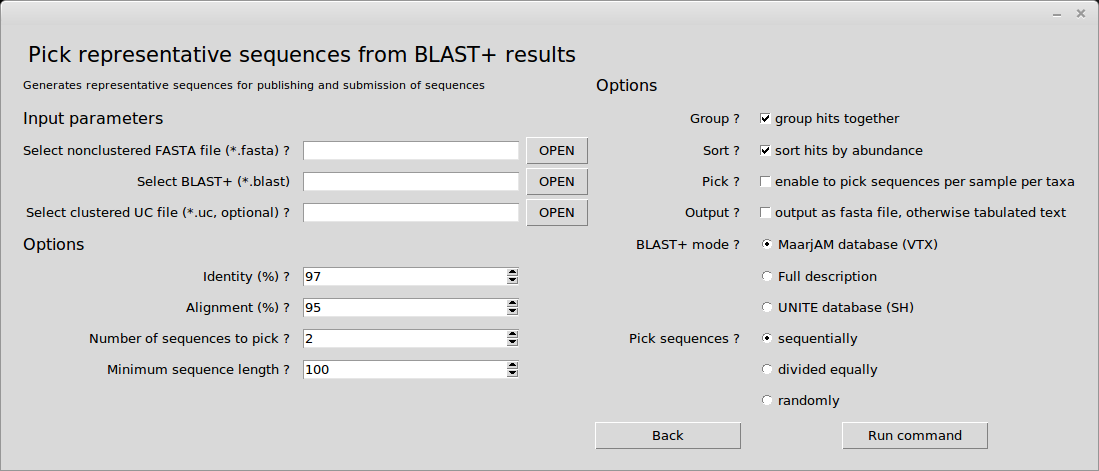 Pick representative sequences from BLAST+ results
Generates representative sequences for publishing and submission of sequences
Input parameters
Select nonclustered FASTA file (*.fasta) ? OPEN
Select BLAST+ (*.blast) OPEN
Select clustered UC file (*.uc, optional) ? OPEN
Options
Identity (%) ? 97
Alignment (%) ? 95
Number of sequences to pick ? 2
Minimum sequence length ? 100
Options
Group ? group hits together
Sort ? sort hits by abundance
Pick ? enable to pick sequences per sample per taxa
Output ? output as fasta file, otherwise tabulated text
BLAST+ mode ? MaarjAM database (VTX)
Full description
UNITE database (SH)
Pick sequences ? sequentially
divided equally
randomly
Back Run command